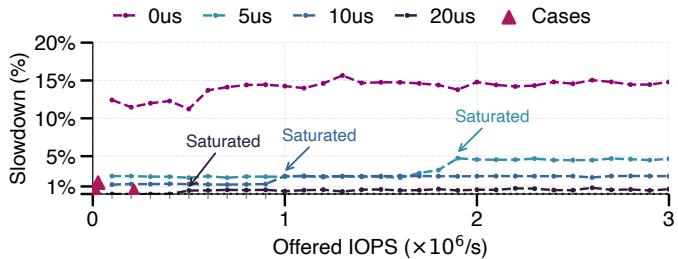 0us 5us 10us 20us Cases
20%
15%
10%
5%
1%
Slowdown (%)
Saturated
Saturated
Saturated
0 1 2 3
Offered IOPS (×10⁶/s)